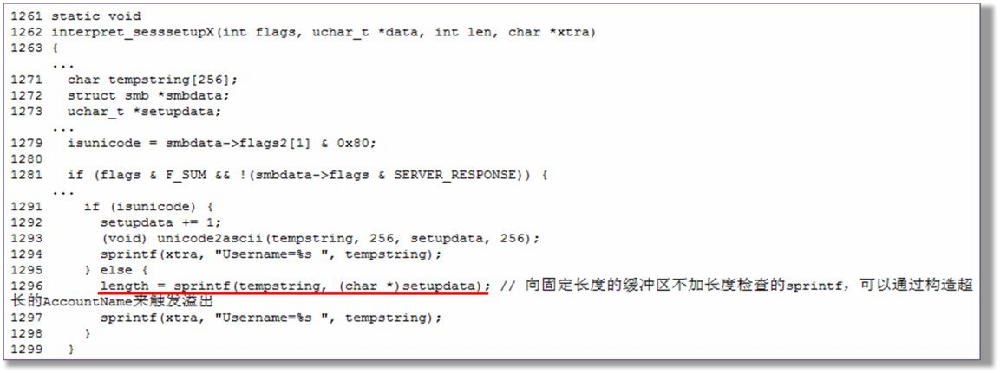 1261 static void
1262 interpret_sesssetupX(int flags, uchar_t *data, int len, char *xtra)
1263 {
...
1271 char tempstring[256];
1272 struct smb *smbdata;
1273 uchar_t *setupdata;
...
1279 isunicode = smbdata->flags2[1] & 0x80;
1280
1281 if (flags & F_SUM && !(smbdata->flags & SERVER_RESPONSE)) {
...
1291 if (isunicode) {
1292 setupdata += 1;
1293 (void) unicode2ascii(tempstring, 256, setupdata, 256);
1294 sprintf(xtra, "Username=%s ", tempstring);
1295 } else {
1296 length = sprintf(tempstring, (char *)setupdata); // 向固定长度的缓冲区不加长度检查的sprintf，可以通过构造超
长的AccountName来触发溢出
1297 sprintf(xtra, "Username=%s ", tempstring);
1298 }
1299 }